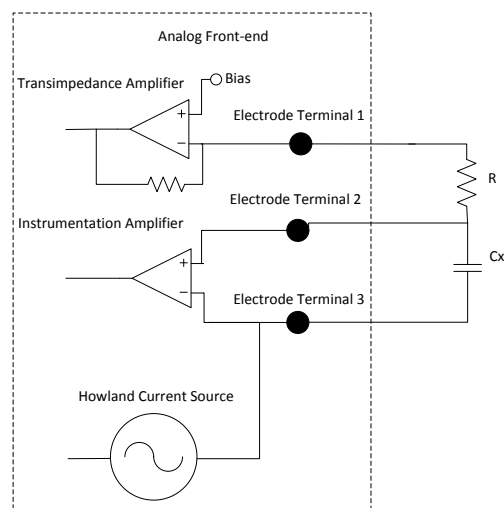 Analog Front-end
Transimpedance Amplifier
Bias
+
−
Electrode Terminal 1
R
Electrode Terminal 2
Instrumentation Amplifier
+
−
Cx
Electrode Terminal 3
Howland Current Source